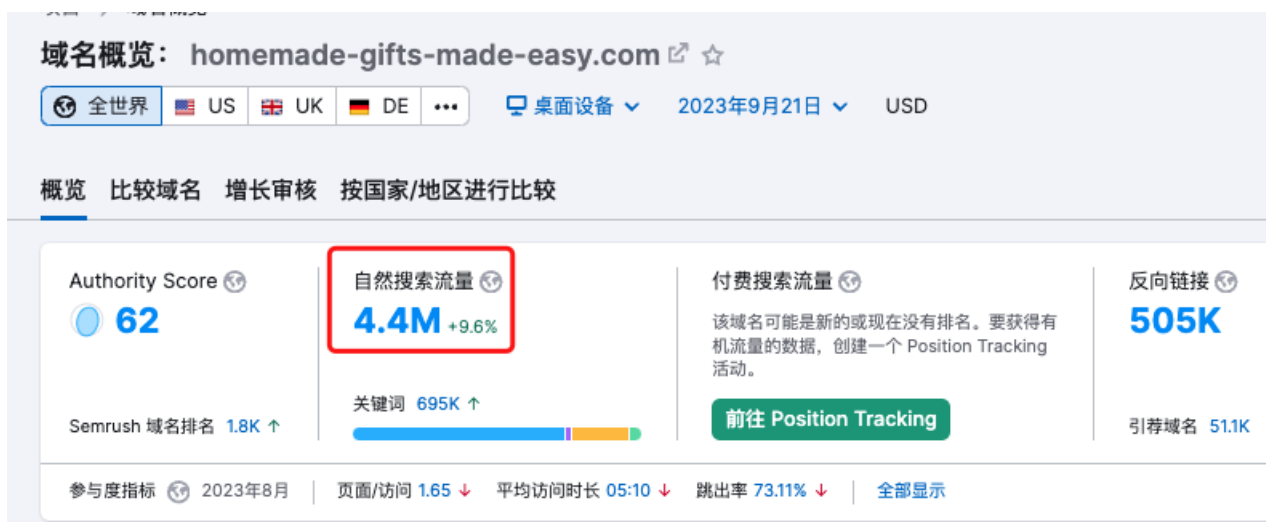 域名概览： homemade-gifts-made-easy.com
全世界 US UK DE ••• 桌面设备 2023年9月21日 USD
概览 比较域名 增长审核 按国家/地区进行比较
Authority Score 自然搜索流量 付费搜索流量 反向链接
62 4.4M +9.6% 505K
该域名可能是新的或现在没有排名。要获得有
机流量的数据，创建一个 Position Tracking
活动。
关键词 695K ↑
前往 Position Tracking
Semrush 域名排名 1.8K ↑ 引荐域名 51.1K
参与度指标 2023年8月 页面/访问 1.65 ↓ 平均访问时长 05:10 ↓ 跳出率 73.11% ↓ 全部显示